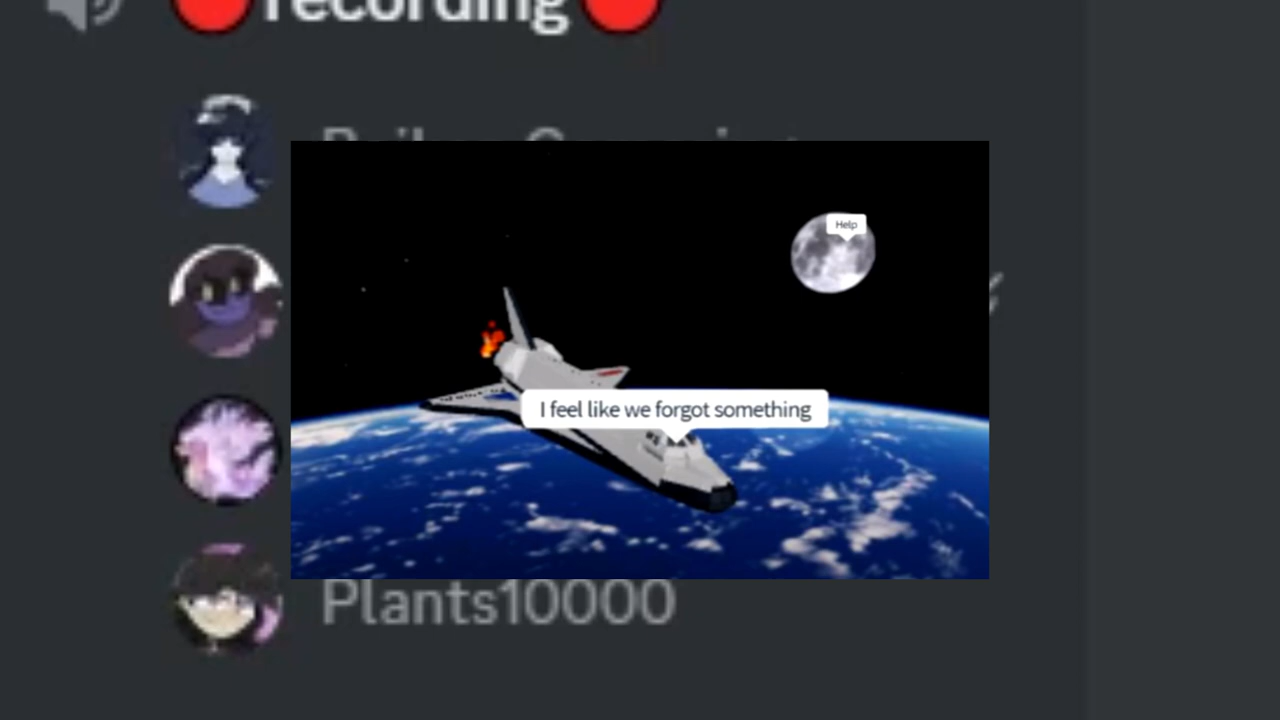 recording
Help
I feel like we forgot something
Plants10000